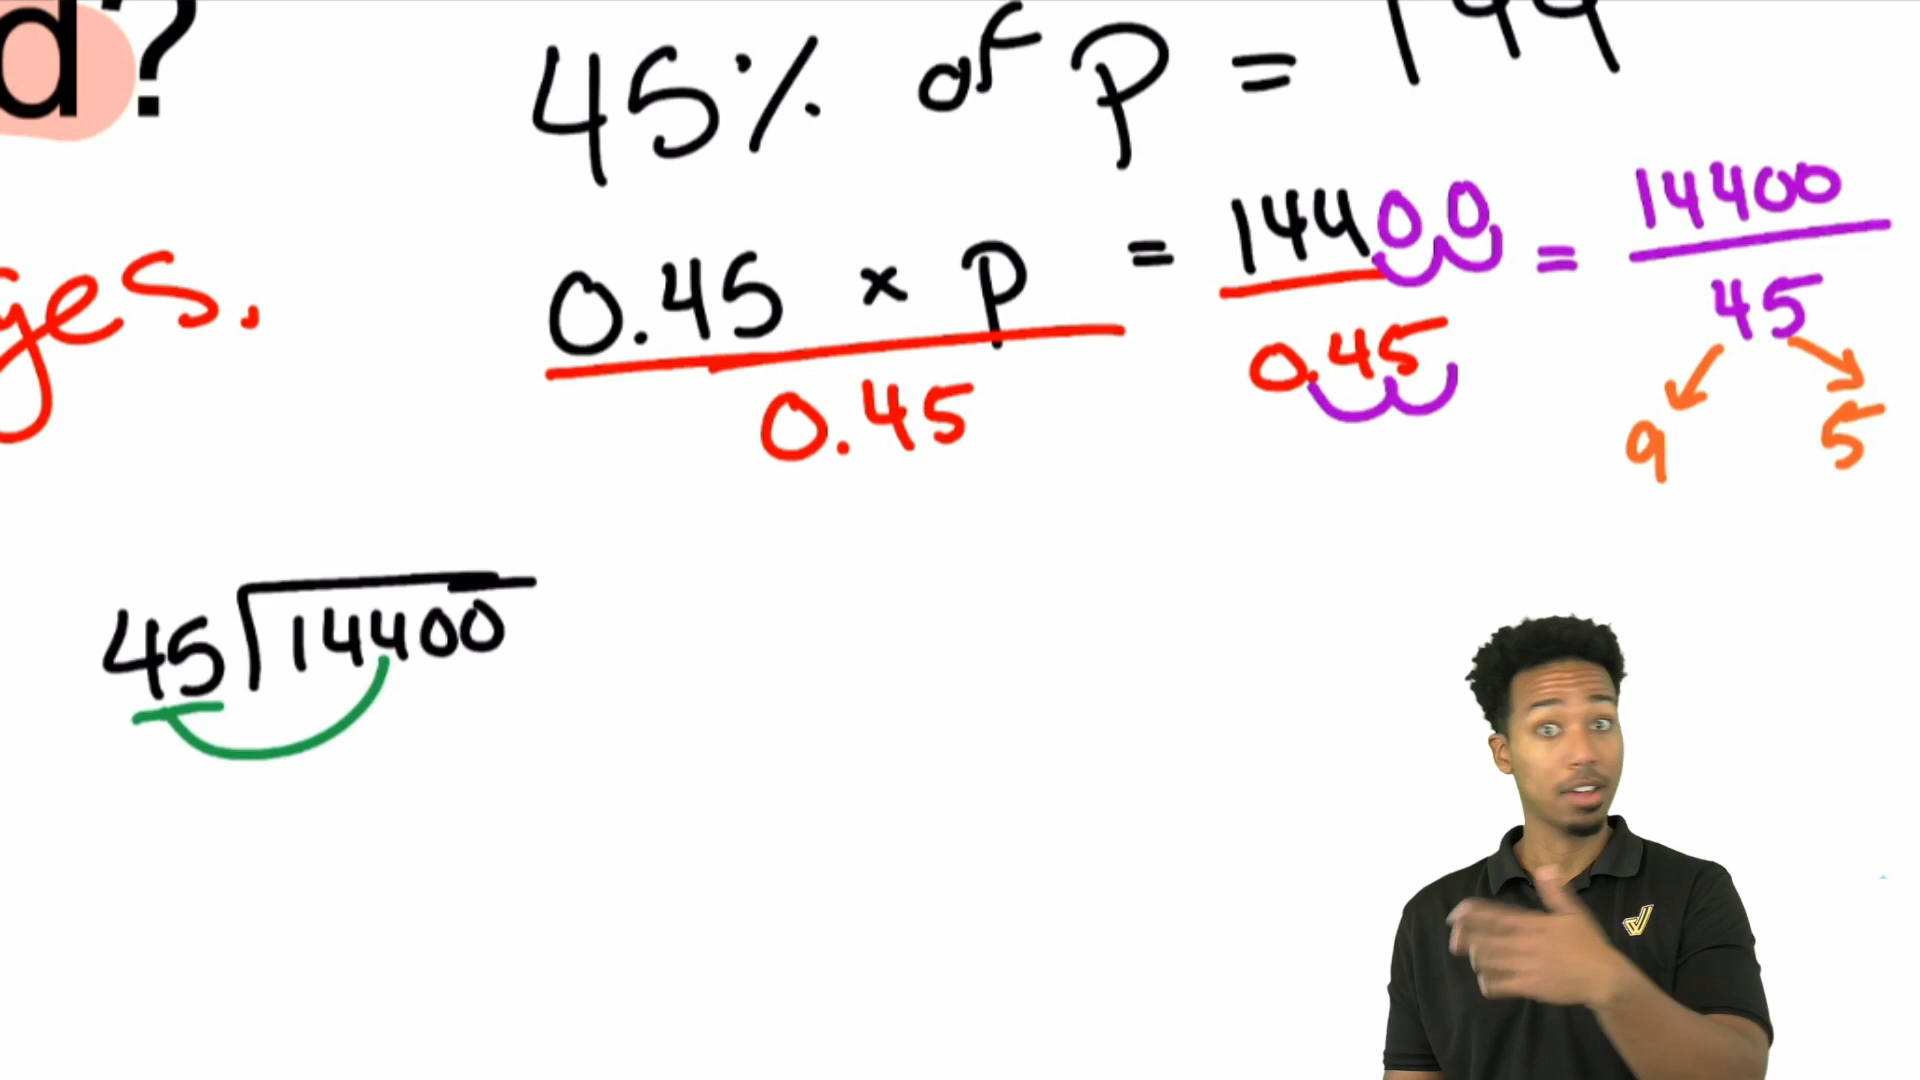 d?
45% of P = 144
ges.
0.45 × P = 14400 = 14400
0.45 0.45 45
9 5
45 14400